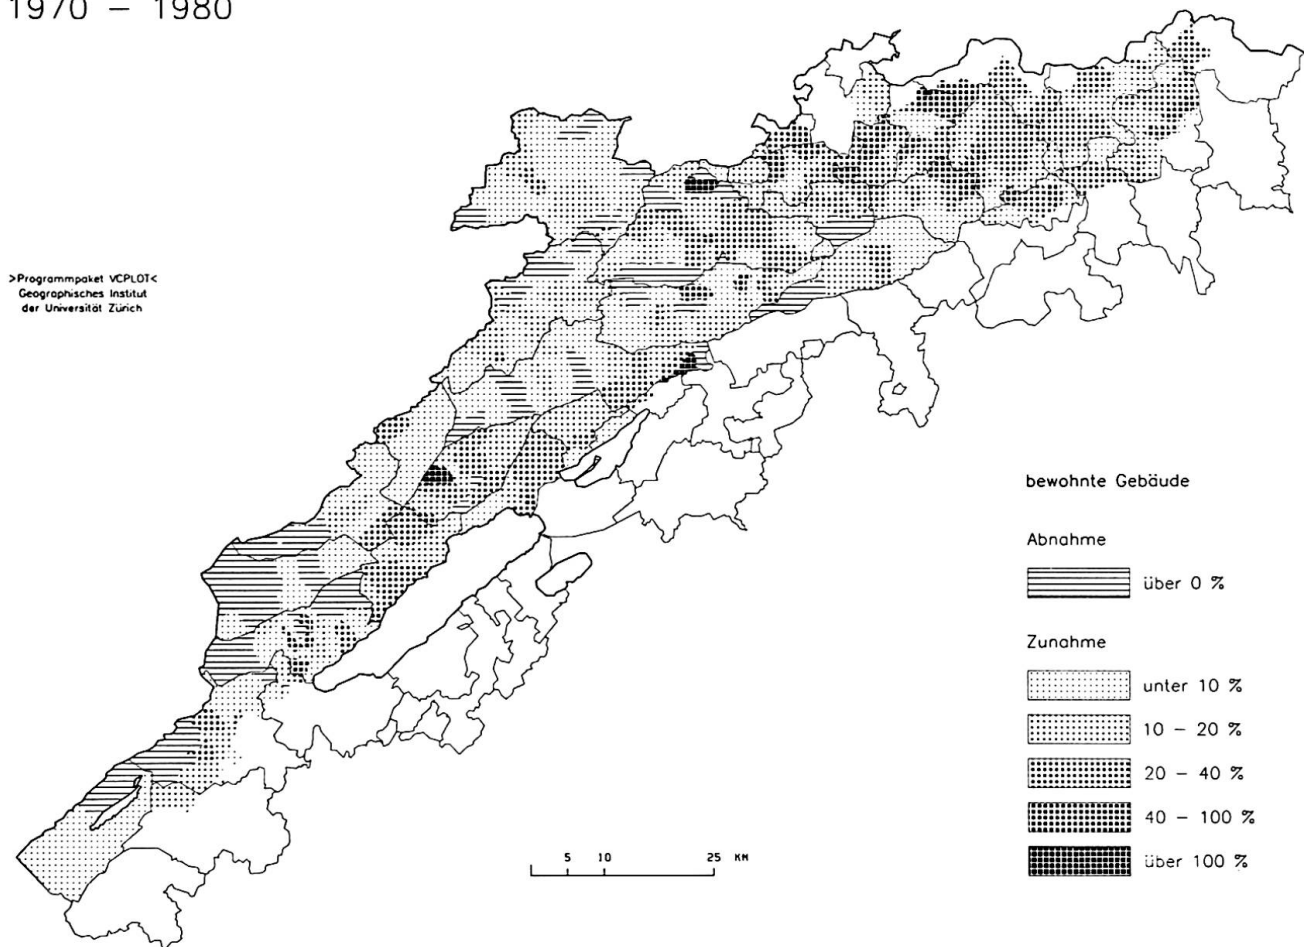 1970 – 1980
>Programmpaket VCPLOT<
Geographisches Institut
der Universität Zürich
bewohnte Gebäude
Abnahme
über 0 %
Zunahme
unter 10 %
10 – 20 %
20 – 40 %
40 – 100 %
über 100 %
5 10 25 KM